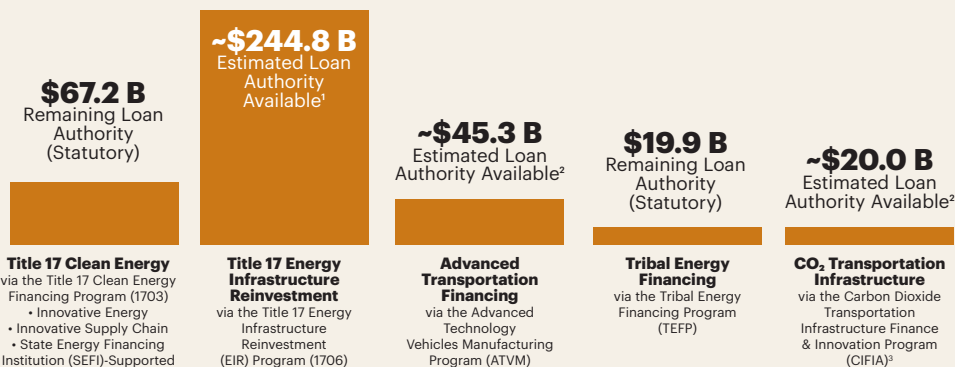 $67.2 B
Remaining Loan
Authority
(Statutory)
~$244.8 B
Estimated Loan
Authority
Available¹
~$45.3 B
Estimated Loan
Authority Available²
$19.9 B
Remaining Loan
Authority
(Statutory)
~$20.0 B
Estimated Loan
Authority Available²
Title 17 Clean Energy
via the Title 17 Clean Energy
Financing Program (1703)
• Innovative Energy
• Innovative Supply Chain
• State Energy Financing
Institution (SEFI)-Supported
Title 17 Energy
Infrastructure
Reinvestment
via the Title 17 Energy
Infrastructure
Reinvestment
(EIR) Program (1706)
Advanced
Transportation
Financing
via the Advanced
Technology
Vehicles Manufacturing
Program (ATVM)
Tribal Energy
Financing
via the Tribal Energy
Financing Program
(TEFP)
CO₂ Transportation
Infrastructure
via the Carbon Dioxide
Transportation
Infrastructure Finance
& Innovation Program
(CIFIA)³